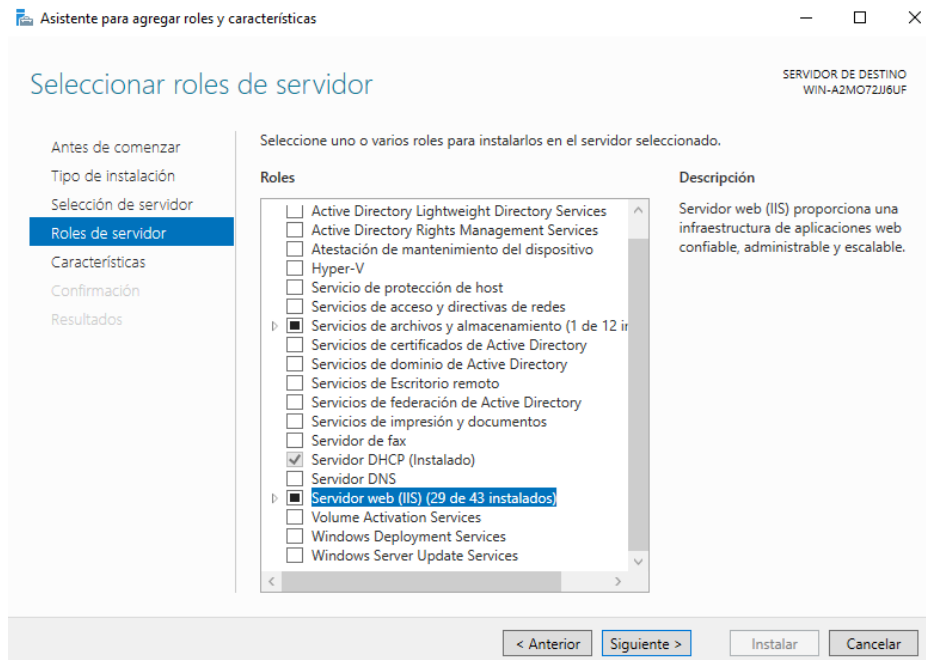 Asistente para agregar roles y características
Seleccionar roles de servidor
SERVIDOR DE DESTINO
WIN-A2MO72JJ6UF
Antes de comenzar
Tipo de instalación
Selección de servidor
Roles de servidor
Características
Confirmación
Resultados
Seleccione uno o varios roles para instalarlos en el servidor seleccionado.
Roles
Active Directory Lightweight Directory Services
Active Directory Rights Management Services
Atestación de mantenimiento del dispositivo
Hyper-V
Servicio de protección de host
Servicios de acceso y directivas de redes
Servicios de archivos y almacenamiento (1 de 12 ir
Servicios de certificados de Active Directory
Servicios de dominio de Active Directory
Servicios de Escritorio remoto
Servicios de federación de Active Directory
Servicios de impresión y documentos
Servidor de fax
Servidor DHCP (Instalado)
Servidor DNS
Servidor web (IIS) (29 de 43 instalados)
Volume Activation Services
Windows Deployment Services
Windows Server Update Services
Descripción
Servidor web (IIS) proporciona una
infraestructura de aplicaciones web
confiable, administrable y escalable.
< Anterior
Siguiente >
Instalar
Cancelar